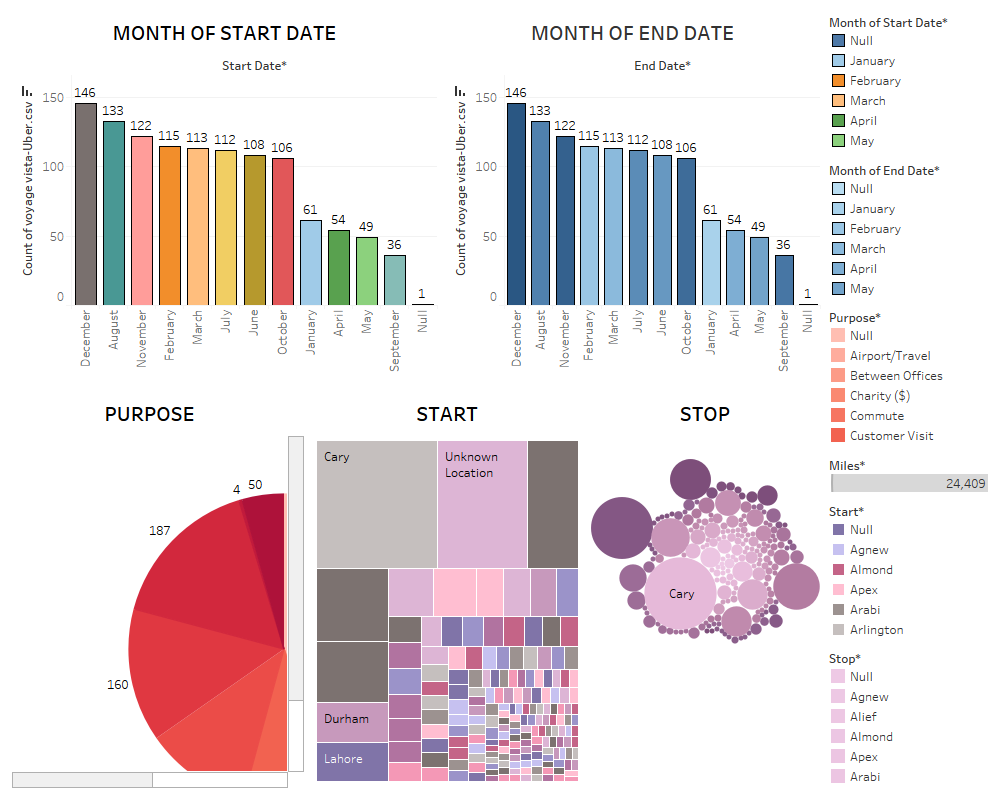 MONTH OF START DATE
Start Date*
Count of voyage vista-Uber.csv
150
100
50
0
146
133
122
115
113
112
108
106
61
54
49
36
1
December
August
November
February
March
July
June
October
January
April
May
September
Null
MONTH OF END DATE
End Date*
Count of voyage vista-Uber.csv
150
100
50
0
146
133
122
115
113
112
108
106
61
54
49
36
1
December
August
November
February
March
July
June
October
January
April
May
September
Null
Month of Start Date*
Null
January
February
March
April
May
Month of End Date*
Null
January
February
March
April
May
Purpose*
Null
Airport/Travel
Between Offices
Charity ($)
Commute
Customer Visit
Miles*
24,409
Start*
Null
Agnew
Almond
Apex
Arabi
Arlington
Stop*
Null
Agnew
Alief
Almond
Apex
Arabi
PURPOSE
4
50
187
160
START
Cary
Unknown
Location
Durham
Lahore
STOP
Cary